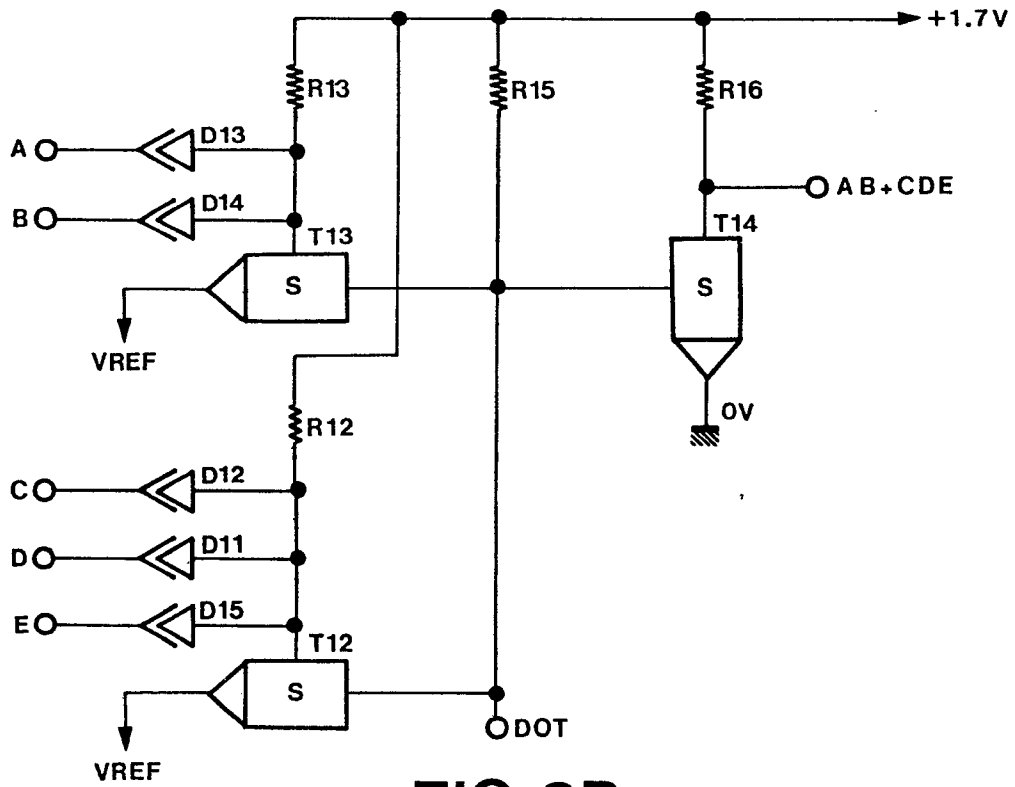 +1.7V
R13
R15
R16
A
D13
B
D14
AB+CDE
T13
T14
S
S
VREF
R12
0V
C
D12
D
D11
E
D15
T12
S
DOT
VREF